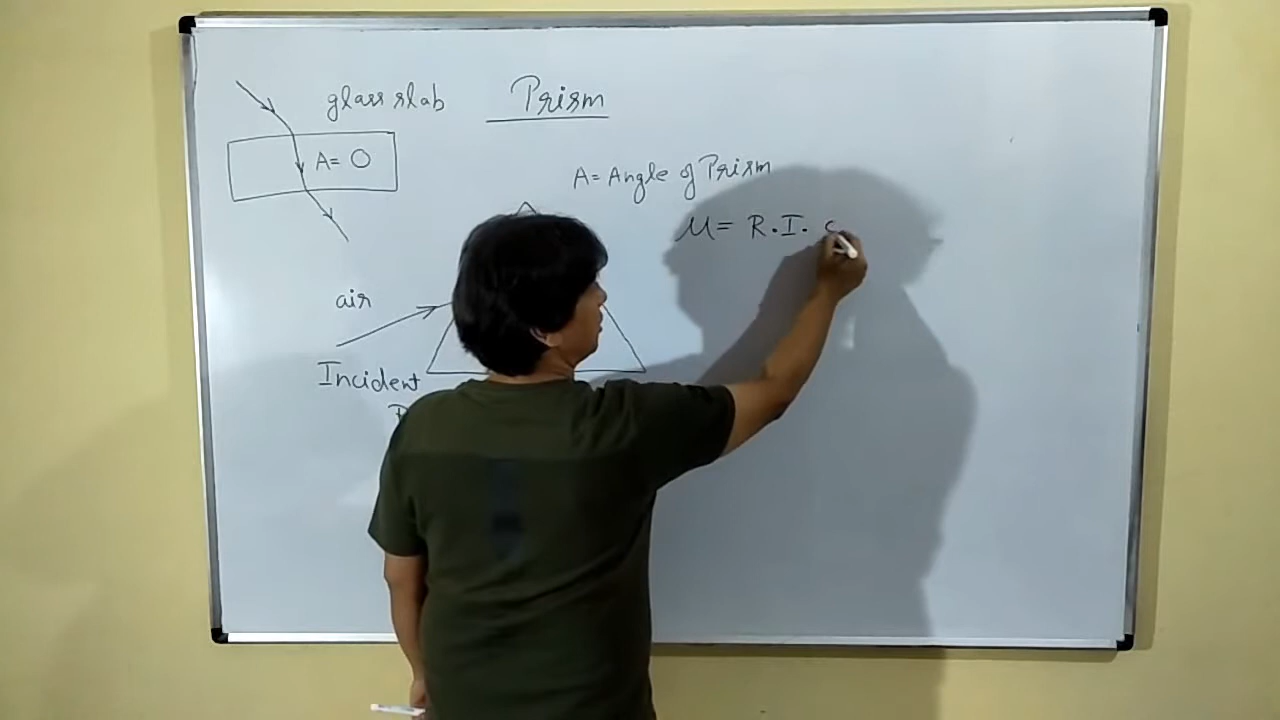 glass slab
Prism
A= O
A= Angle of Prism
μ= R.I.
air
Incident